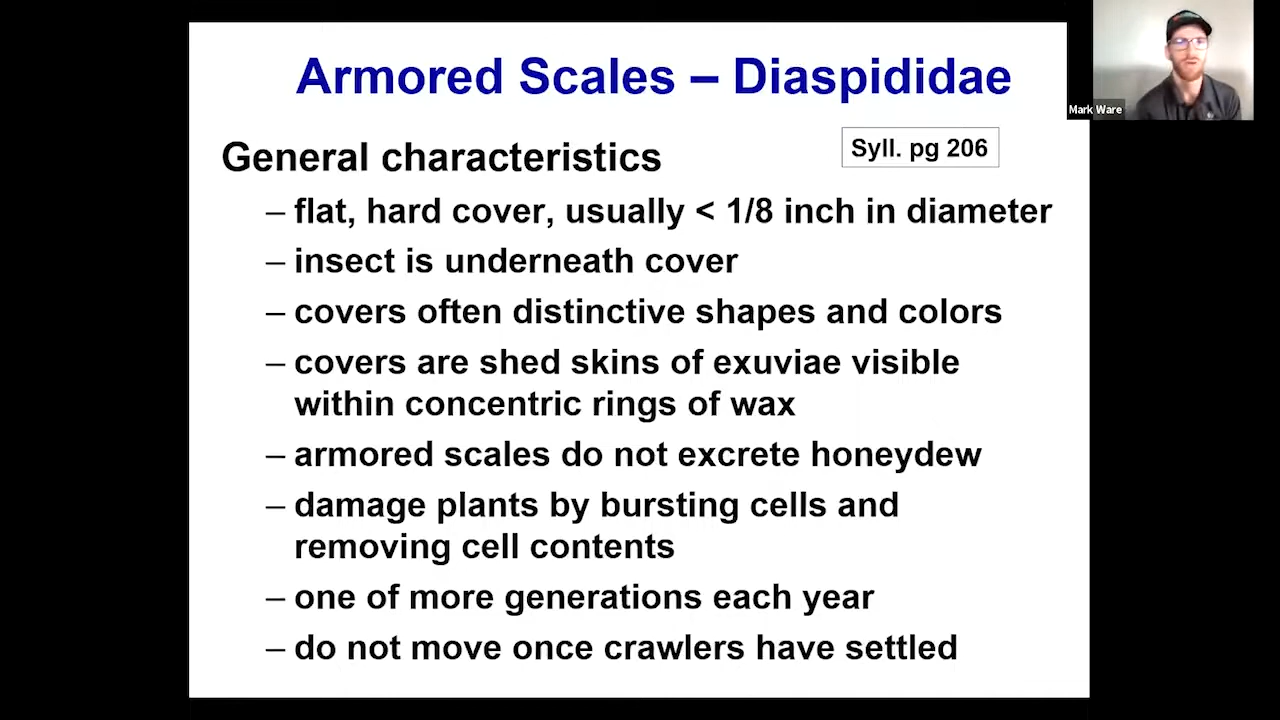 Armored Scales – Diaspididae
Mark Ware
Syll. pg 206
General characteristics
– flat, hard cover, usually < 1/8 inch in diameter
– insect is underneath cover
– covers often distinctive shapes and colors
– covers are shed skins of exuviae visible
within concentric rings of wax
– armored scales do not excrete honeydew
– damage plants by bursting cells and
removing cell contents
– one of more generations each year
– do not move once crawlers have settled